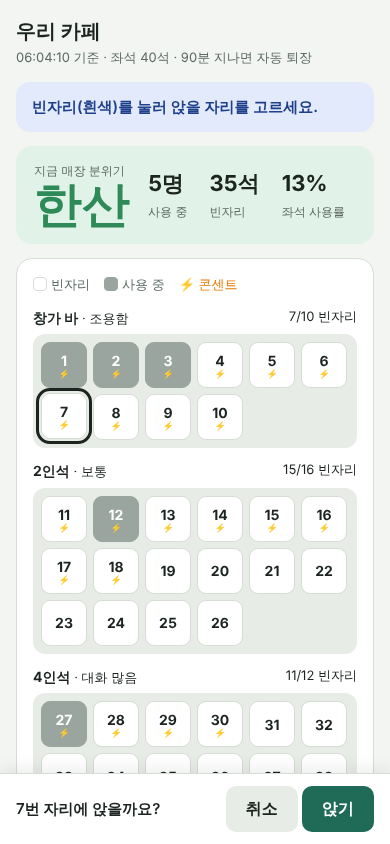 우리 카페
06:04:10 기준 · 좌석 40석 · 90분 지나면 자동 퇴장
빈자리(흰색)를 눌러 앉을 자리를 고르세요.
지금 매장 분위기
한산
5명 35석 13%
사용 중 빈자리 좌석 사용률
빈자리 사용 중 ⚡ 콘센트
창가 바 · 조용함 7/10 빈자리
1 2 3 4 5 6
7 8 9 10
2인석 · 보통 15/16 빈자리
11 12 13 14 15 16
17 18 19 20 21 22
23 24 25 26
4인석 · 대화 많음 11/12 빈자리
27 28 29 30 31 32
7번 자리에 앉을까요? 취소 앉기